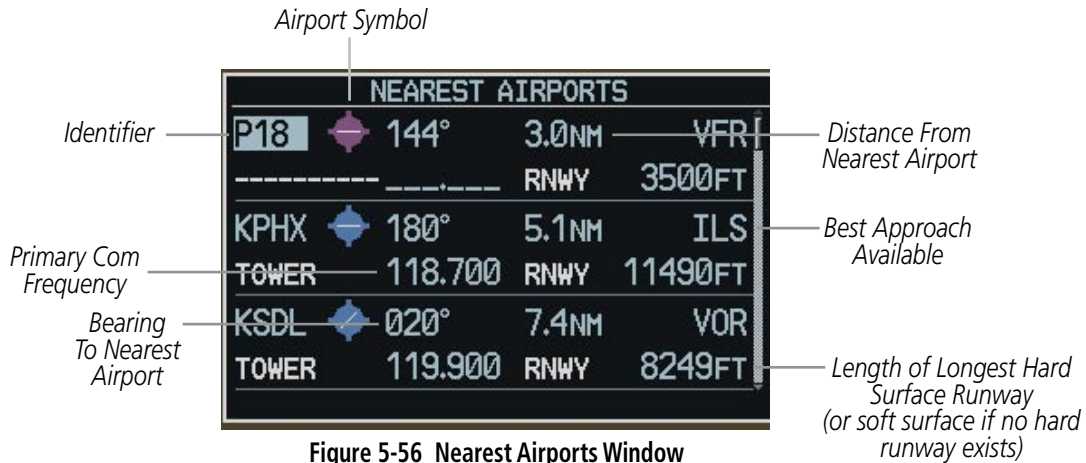 Airport Symbol
NEAREST AIRPORTS
Identifier
P18 144° 3.0NM VFR
Distance From
Nearest Airport
---------- ___.___ RNWY 3500FT
KPHX 180° 5.1NM ILS
Best Approach
Available
Primary Com
Frequency
TOWER 118.700 RNWY 11490FT
Bearing
To Nearest
Airport
KSDL 020° 7.4NM VOR
TOWER 119.900 RNWY 8249FT
Length of Longest Hard
Surface Runway
(or soft surface if no hard
runway exists)
Figure 5-56 Nearest Airports Window